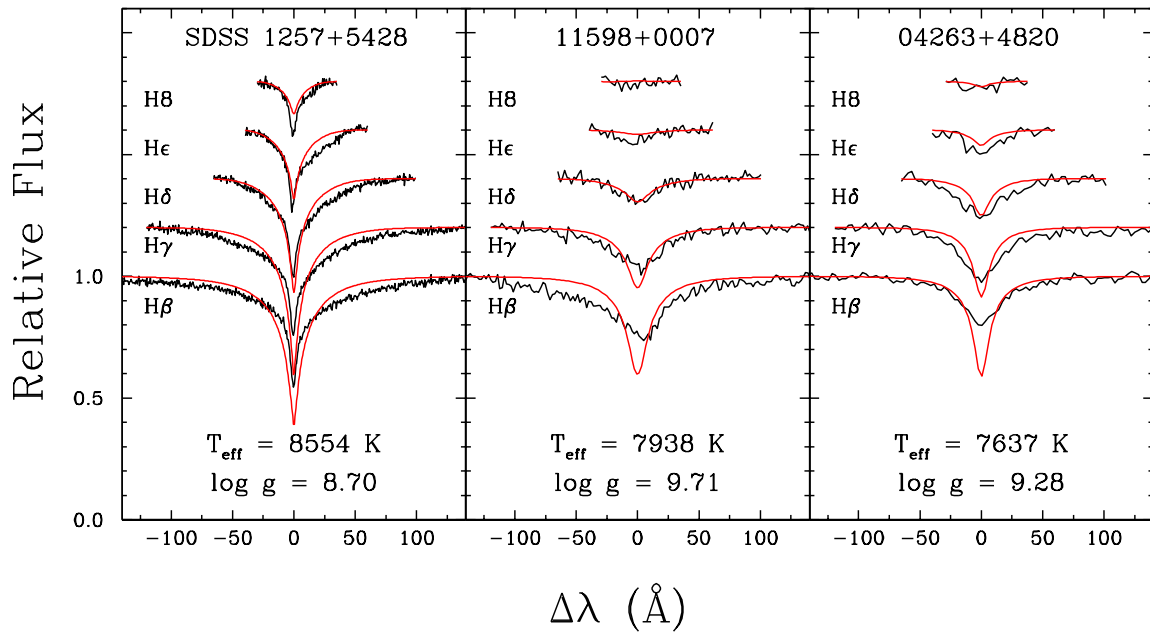 Relative Flux
1.0
0.5
0.0
SDSS 1257+5428
H8
Hϵ
Hδ
Hγ
Hβ
T_eff = 8554 K
log g = 8.70
11598+0007
H8
Hϵ
Hδ
Hγ
Hβ
T_eff = 7938 K
log g = 9.71
04263+4820
H8
Hϵ
Hδ
Hγ
Hβ
T_eff = 7637 K
log g = 9.28
−100 −50 0 50 100 −100 −50 0 50 100 −100 −50 0 50 100
Δλ (Å)